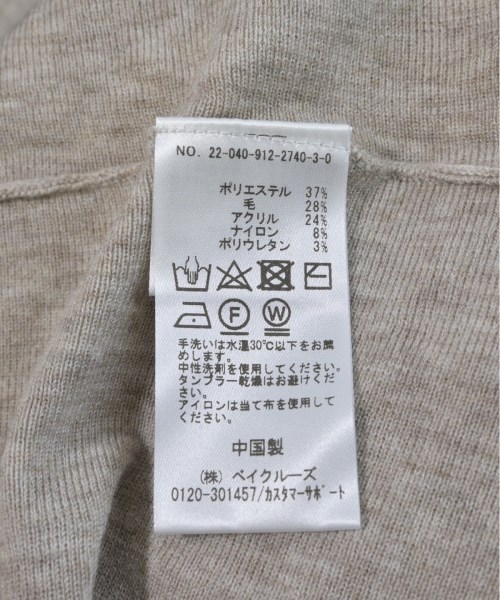 NO. 22-040-912-2740-3-0
ポリエステル 37%
毛 28%
アクリル 24%
ナイロン 8%
ポリウレタン 3%
F W
手洗いは水温30℃以下をお薦
めします。
中性洗剤を使用してください。
タンブラー乾燥はお避けくだ
さい。
アイロンは当て布を使用して
ください。
中国製
(株) ベイクルーズ
0120-301457/カスタマーサポート